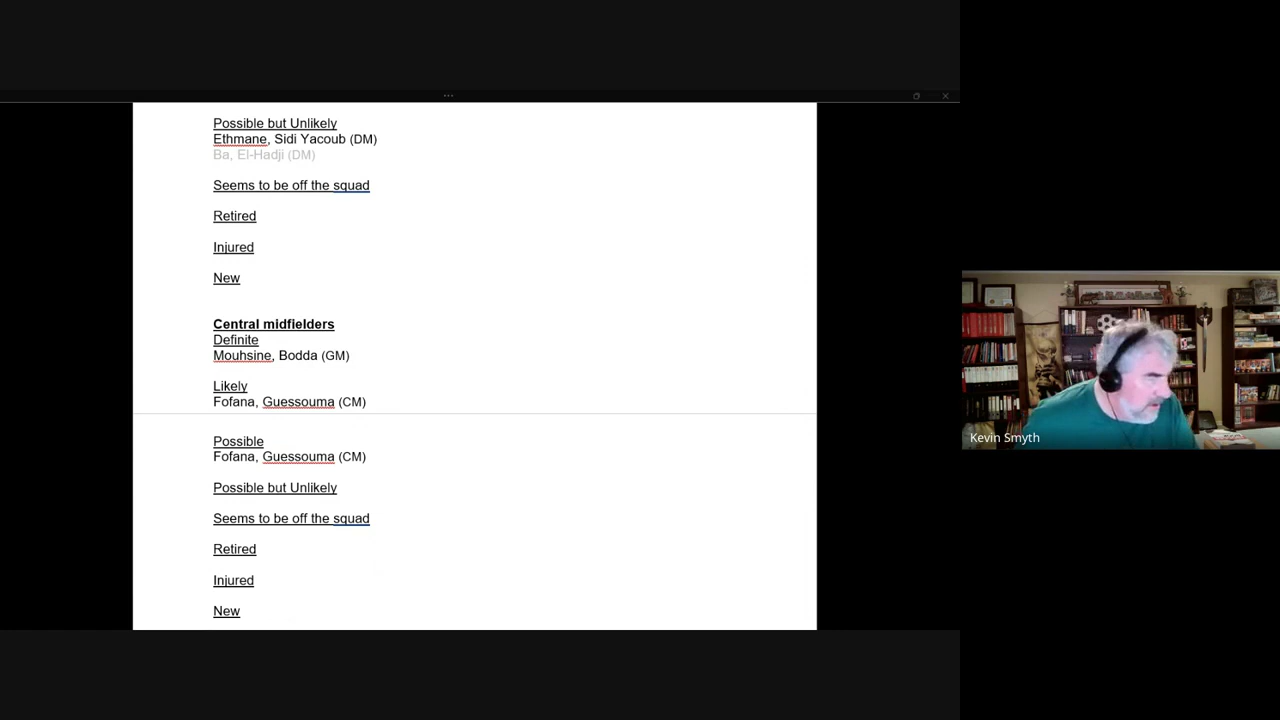 Possible but Unlikely
Ethmane, Sidi Yacoub (DM)
Ba, El-Hadji (DM)
Seems to be off the squad
Retired
Injured
New
Central midfielders
Definite
Mouhsine, Bodda (GM)
Likely
Fofana, Guessouma (CM)
Possible
Fofana, Guessouma (CM)
Possible but Unlikely
Seems to be off the squad
Retired
Injured
New
Kevin Smyth